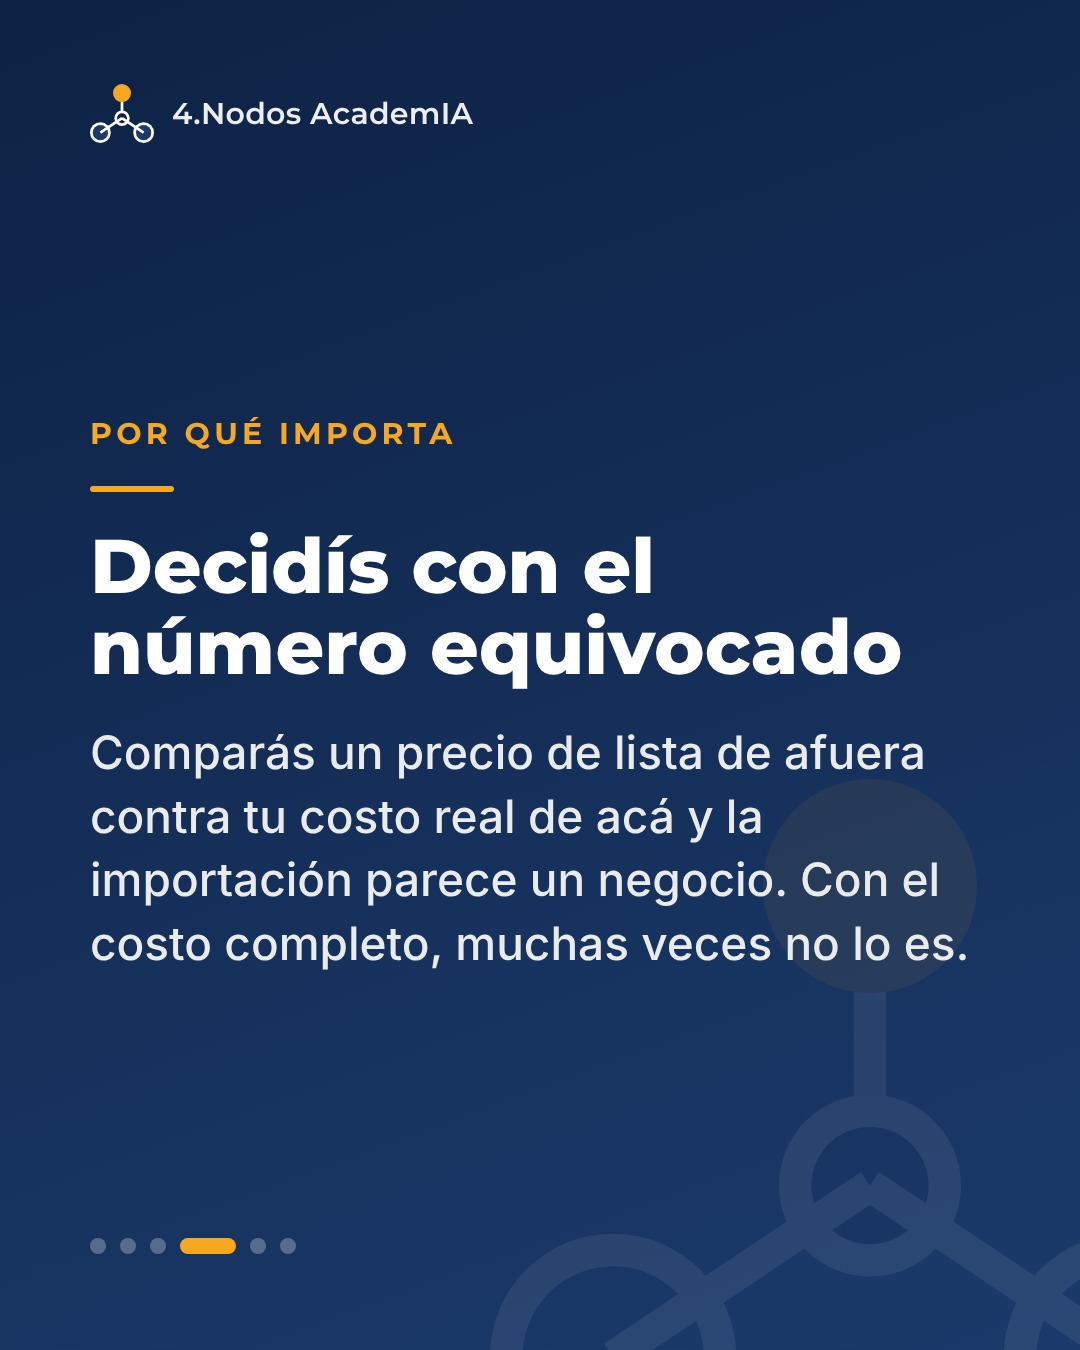 4.Nodos AcademIA
POR QUÉ IMPORTA
Decidís con el
número equivocado
Comparás un precio de lista de afuera
contra tu costo real de acá y la
importación parece un negocio. Con el
costo completo, muchas veces no lo es.